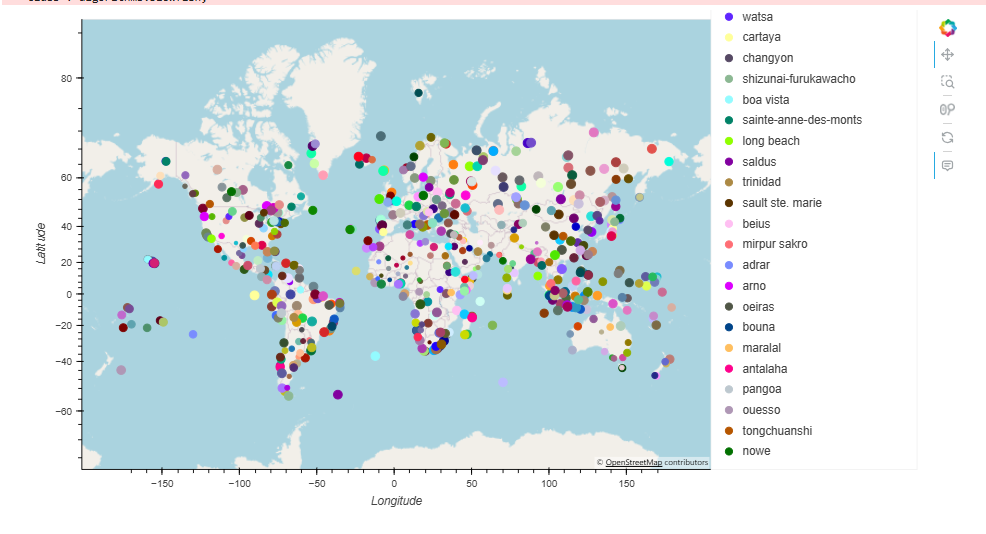 watsa
cartaya
changyon
shizunai-furukawacho
boa vista
sainte-anne-des-monts
long beach
saldus
trinidad
sault ste. marie
beius
mirpur sakro
adrar
arno
oeiras
bouna
maralal
antalaha
pangoa
ouesso
tongchuanshi
nowe
80
60
40
20
0
−20
−40
−60
Latitude
© OpenStreetMap contributors
−150 −100 −50 0 50 100 150
Longitude